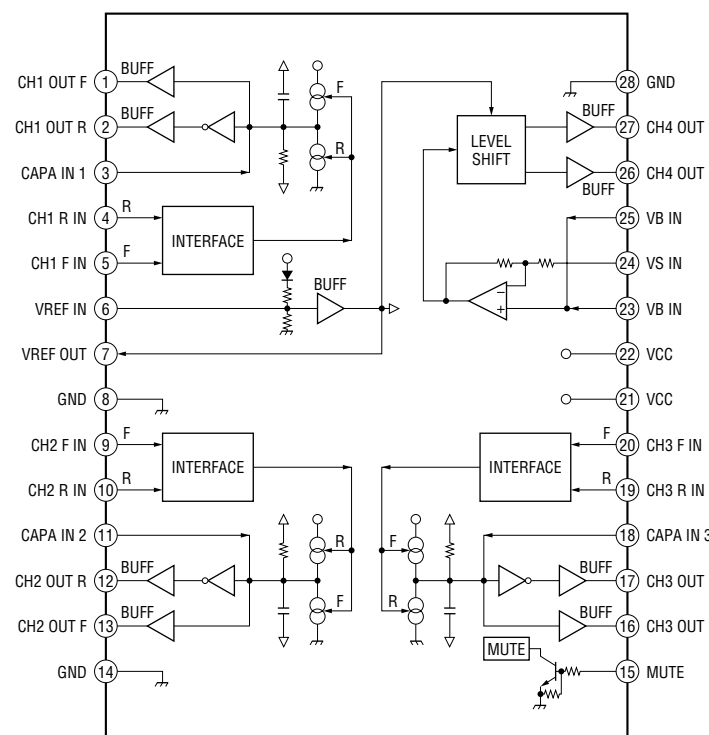 CH1 OUT F 1 BUFF
CH1 OUT R 2 BUFF
CAPA IN 1 3
CH1 R IN 4 R
CH1 F IN 5 F
INTERFACE
F
R
VREF IN 6
BUFF
VREF OUT 7
GND 8
CH2 F IN 9 F
CH2 R IN 10 R
INTERFACE
CAPA IN 2 11
CH2 OUT R 12 BUFF
CH2 OUT F 13 BUFF
R
F
GND 14
28 GND
BUFF 27 CH4 OUT
26 CH4 OUT
BUFF
LEVEL
SHIFT
25 VB IN
24 VS IN
− 
+ 23 VB IN
22 VCC
21 VCC
F 20 CH3 F IN
R 19 CH3 R IN
INTERFACE
18 CAPA IN 3
F
R
BUFF 17 CH3 OUT
BUFF 16 CH3 OUT
MUTE
15 MUTE